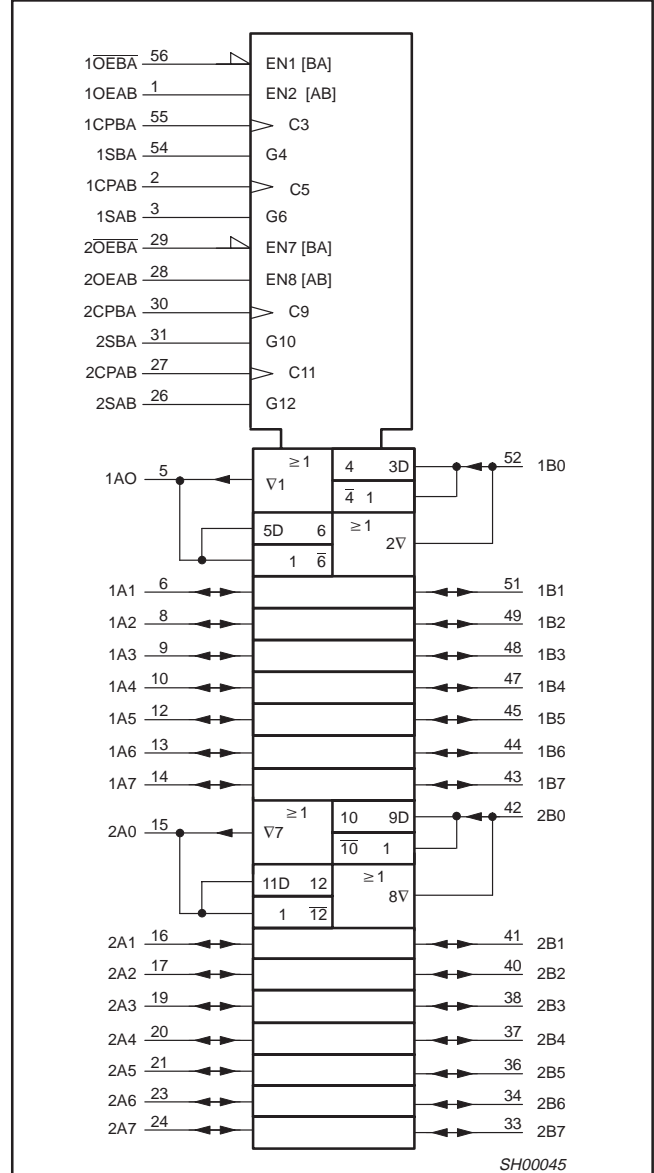 1OEBA 56 EN1 [BA]
1OEAB 1 EN2 [AB]
1CPBA 55 C3
1SBA 54 G4
1CPAB 2 C5
1SAB 3 G6
2OEBA 29 EN7 [BA]
2OEAB 28 EN8 [AB]
2CPBA 30 C9
2SBA 31 G10
2CPAB 27 C11
2SAB 26 G12
1AO 5 ∇1 ≥1 4 3D 52 1B0
4̅ 1
5D 6 ≥1 2∇
1 6̅
1A1 6 51 1B1
1A2 8 49 1B2
1A3 9 48 1B3
1A4 10 47 1B4
1A5 12 45 1B5
1A6 13 44 1B6
1A7 14 43 1B7
2A0 15 ∇7 ≥1 10 9D 42 2B0
1̅0̅ 1
11D 12 ≥1 8∇
1 1̅2̅
2A1 16 41 2B1
2A2 17 40 2B2
2A3 19 38 2B3
2A4 20 37 2B4
2A5 21 36 2B5
2A6 23 34 2B6
2A7 24 33 2B7
SH00045